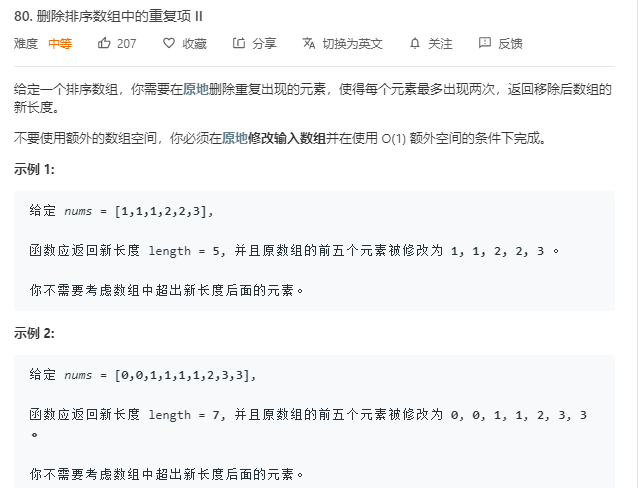 80. 删除排序数组中的重复项 II
难度 中等 207 收藏 分享 切换为英文 关注 反馈
给定一个排序数组，你需要在原地删除重复出现的元素，使得每个元素最多出现两次，返回移除后数组的
新长度。
不要使用额外的数组空间，你必须在原地修改输入数组并在使用 O(1) 额外空间的条件下完成。
示例 1:
给定 nums = [1,1,1,2,2,3],
函数应返回新长度 length = 5, 并且原数组的前五个元素被修改为 1, 1, 2, 2, 3 。
你不需要考虑数组中超出新长度后面的元素。
示例 2:
给定 nums = [0,0,1,1,1,1,2,3,3],
函数应返回新长度 length = 7, 并且原数组的前五个元素被修改为 0, 0, 1, 1, 2, 3, 3
。
你不需要考虑数组中超出新长度后面的元素。